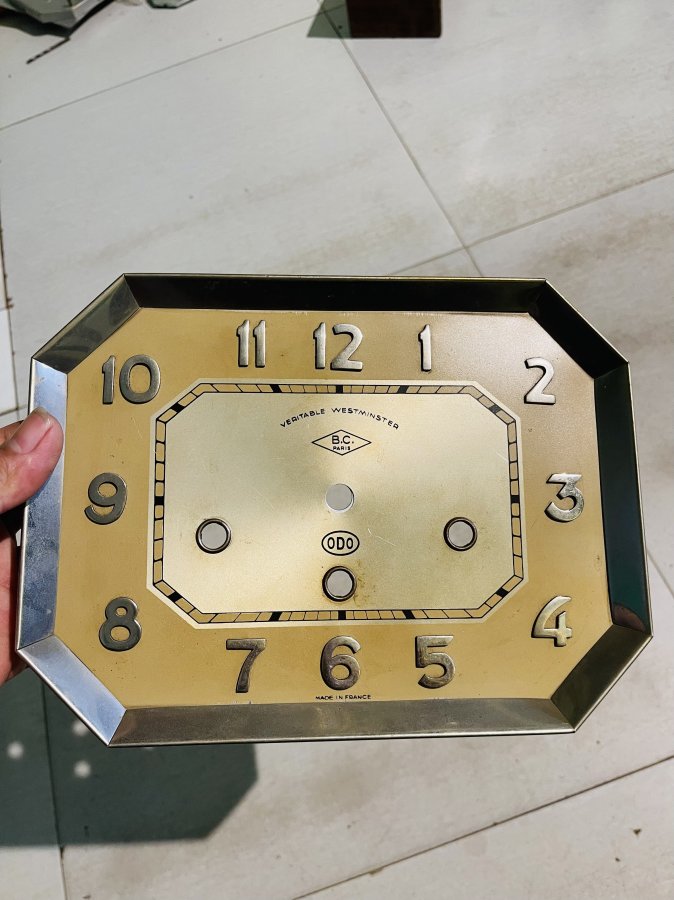 11 12 1
10 2
VERITABLE WESTMINSTER
B.C.
PARIS
9 3
ODO
8 4
7 6 5
MADE IN FRANCE